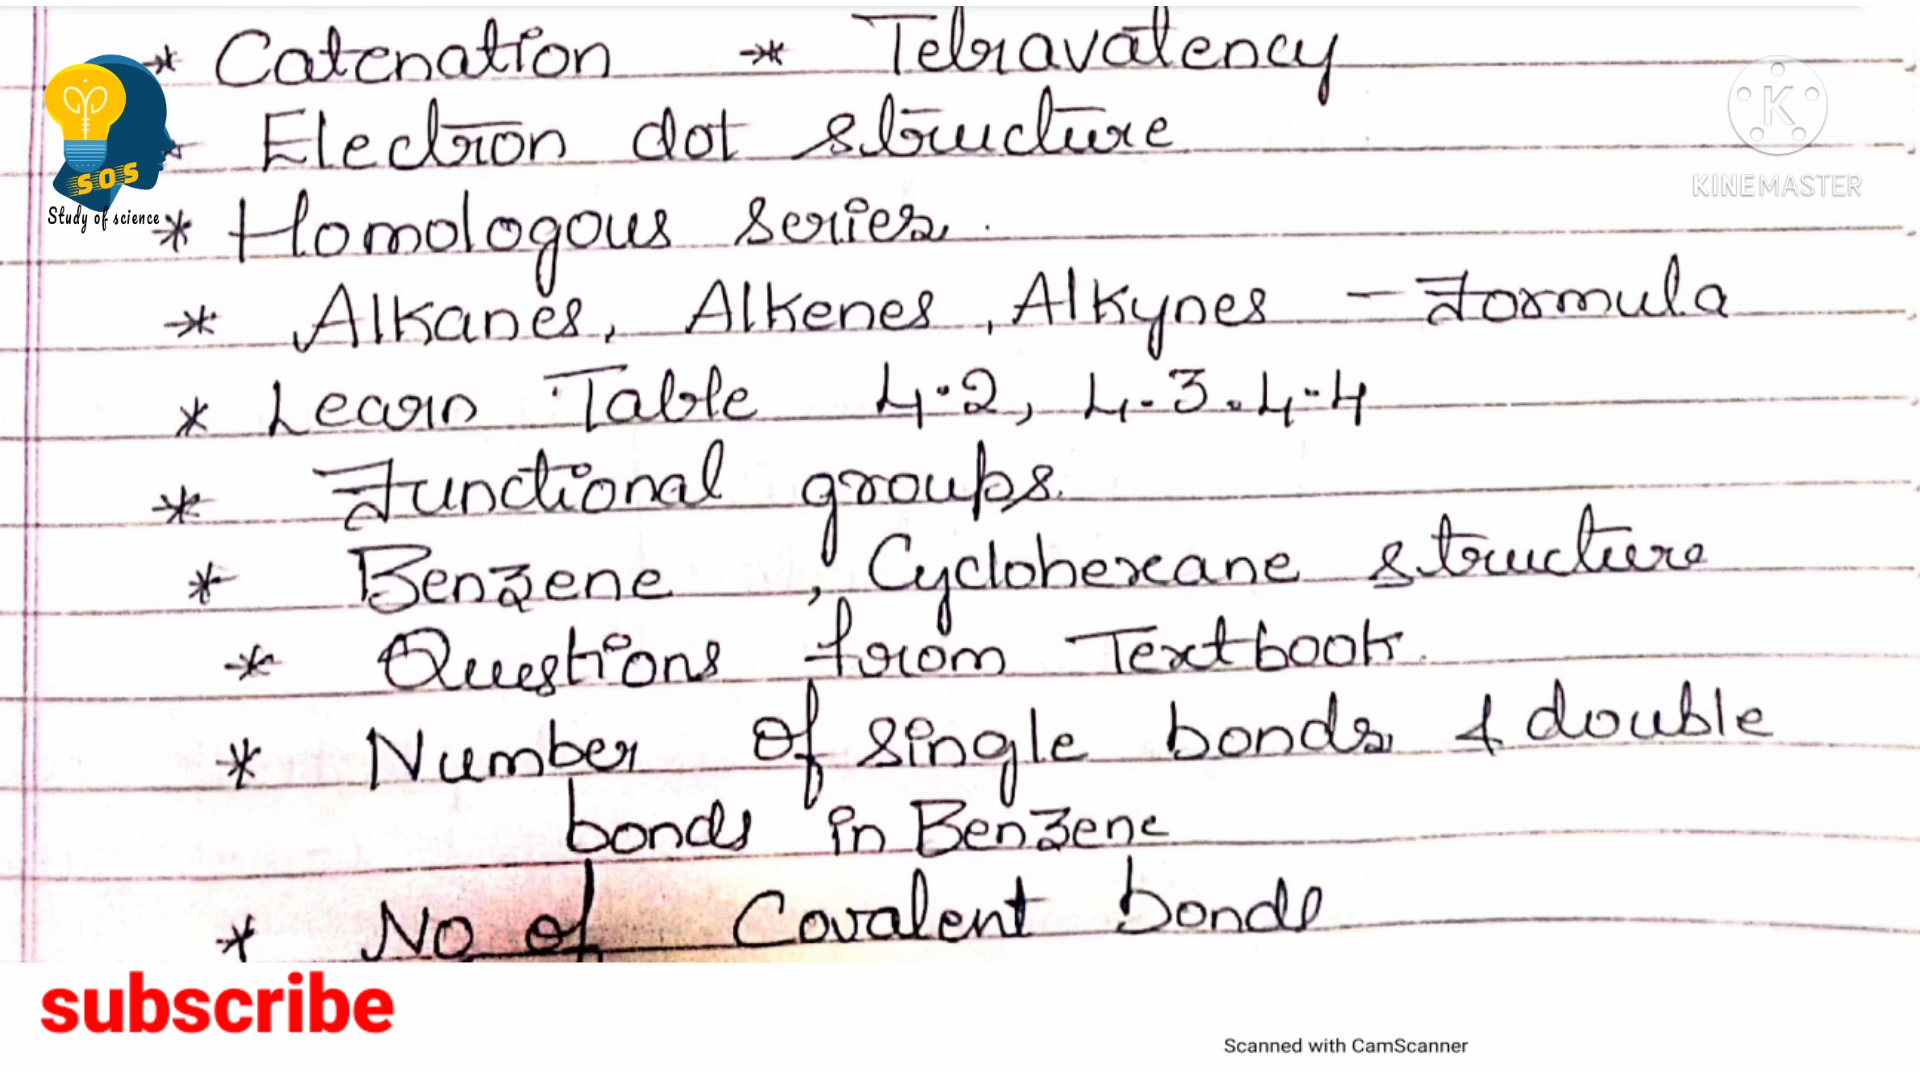 * Catenation * Tetravalency
* Electron dot structure
* Homologous series.
* Alkanes, Alkenes, Alkynes - Formula
* Learn Table 4.2, 4.3.4.4
* Functional groups.
* Benzene, Cyclohexane structure
* Questions from Textbook.
* Number of single bonds & double
bonds in Benzene
* No of Covalent bonds
SOS
Study of science
K
KINEMASTER
subscribe
Scanned with CamScanner